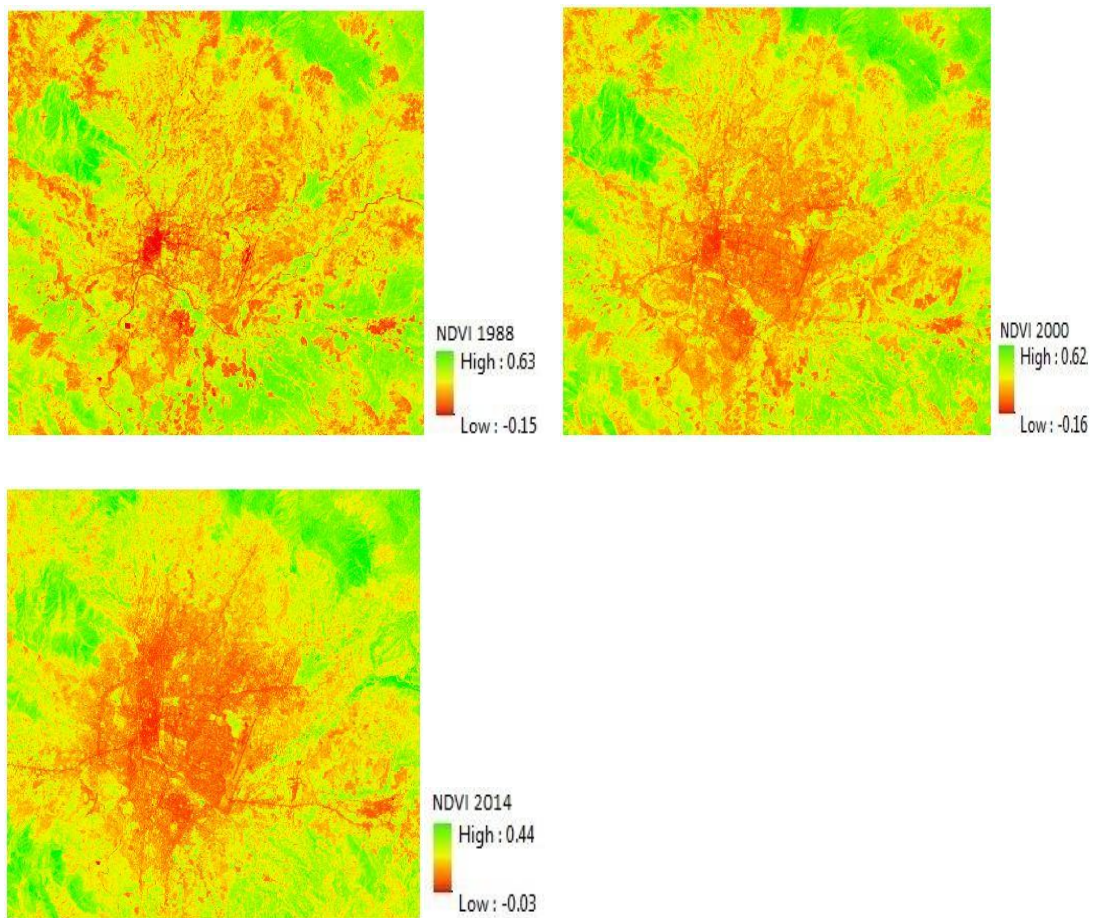 NDVI 1988
High : 0.63
Low : -0.15
NDVI 2000
High : 0.62
Low : -0.16
NDVI 2014
High : 0.44
Low : -0.03